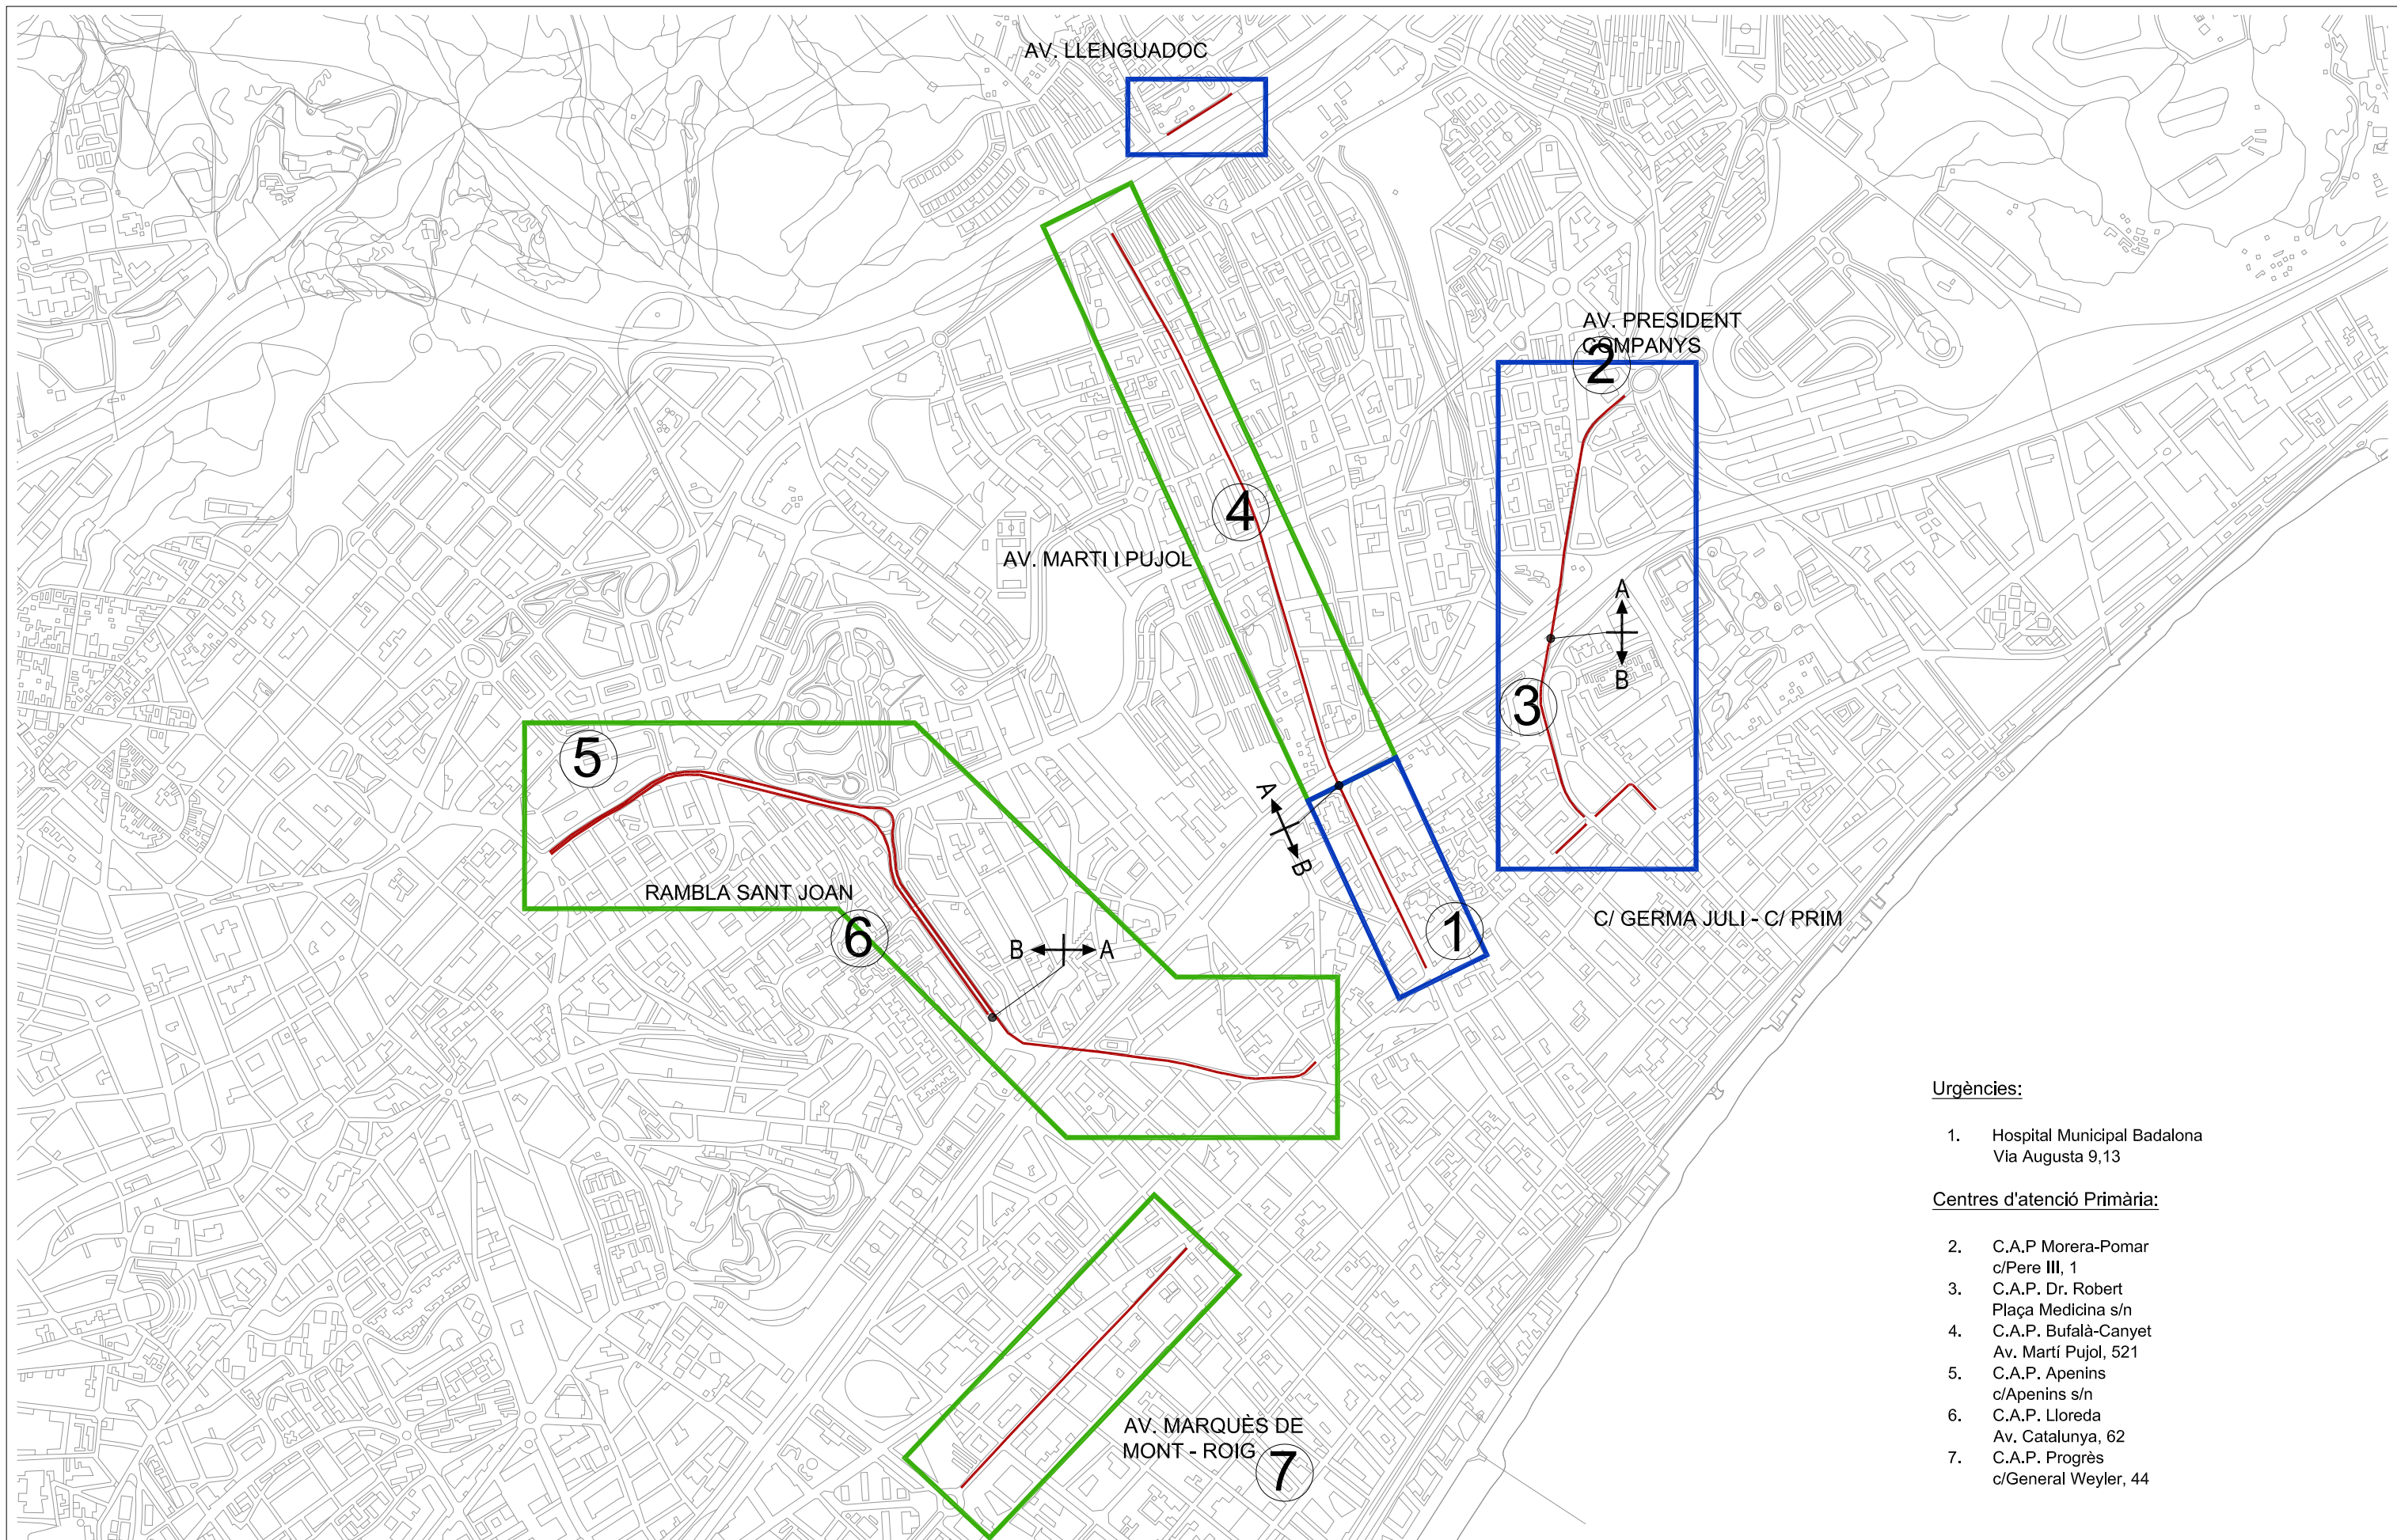 AV. LLENGUADOC
AV. PRESIDENT
COMPANYS
2
4
AV. MARTI I PUJOL
A
B
3
5
A
B
RAMBLA SANT JOAN
6
B A
1
C/ GERMA JULI - C/ PRIM
AV. MARQUÈS DE
MONT - ROIG
7
Urgències:
1. Hospital Municipal Badalona
Via Augusta 9,13
Centres d'atenció Primària:
2. C.A.P Morera-Pomar
c/Pere III, 1
3. C.A.P. Dr. Robert
Plaça Medicina s/n
4. C.A.P. Bufalà-Canyet
Av. Martí Pujol, 521
5. C.A.P. Apenins
c/Apenins s/n
6. C.A.P. Lloreda
Av. Catalunya, 62
7. C.A.P. Progrès
c/General Weyler, 44